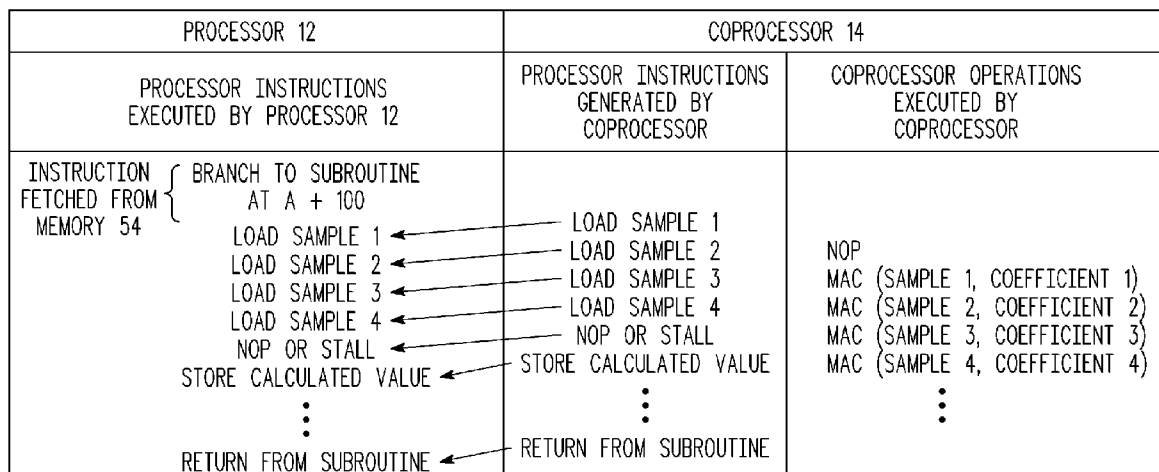 PROCESSOR 12
COPROCESSOR 14
PROCESSOR INSTRUCTIONS
EXECUTED BY PROCESSOR 12
PROCESSOR INSTRUCTIONS
GENERATED BY
COPROCESSOR
COPROCESSOR OPERATIONS
EXECUTED BY
COPROCESSOR
INSTRUCTION
FETCHED FROM
MEMORY 54
BRANCH TO SUBROUTINE
AT A + 100
LOAD SAMPLE 1
LOAD SAMPLE 2
LOAD SAMPLE 3
LOAD SAMPLE 4
NOP OR STALL
STORE CALCULATED VALUE
RETURN FROM SUBROUTINE
LOAD SAMPLE 1
LOAD SAMPLE 2
LOAD SAMPLE 3
LOAD SAMPLE 4
NOP OR STALL
STORE CALCULATED VALUE
RETURN FROM SUBROUTINE
NOP
MAC (SAMPLE 1, COEFFICIENT 1)
MAC (SAMPLE 2, COEFFICIENT 2)
MAC (SAMPLE 3, COEFFICIENT 3)
MAC (SAMPLE 4, COEFFICIENT 4)